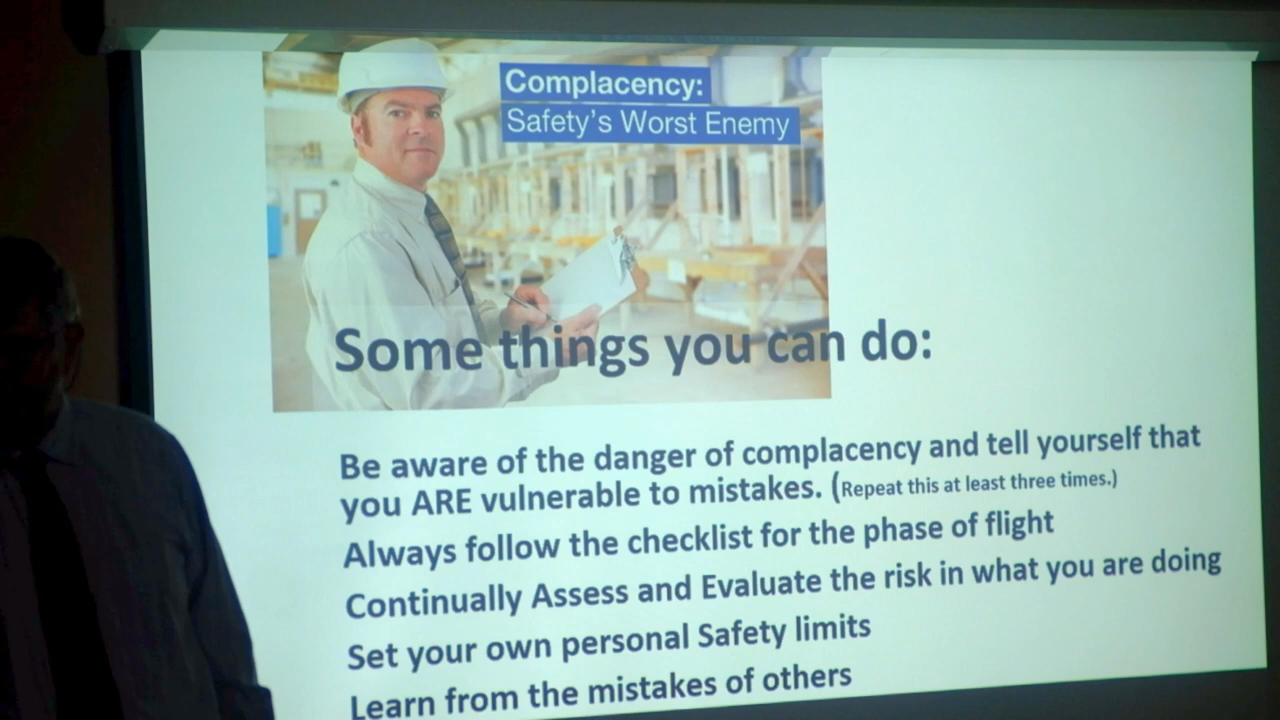 Complacency:
Safety's Worst Enemy
Some things you can do:
Be aware of the danger of complacency and tell yourself that
you ARE vulnerable to mistakes. (Repeat this at least three times.)
Always follow the checklist for the phase of flight
Continually Assess and Evaluate the risk in what you are doing
Set your own personal Safety limits
Learn from the mistakes of others